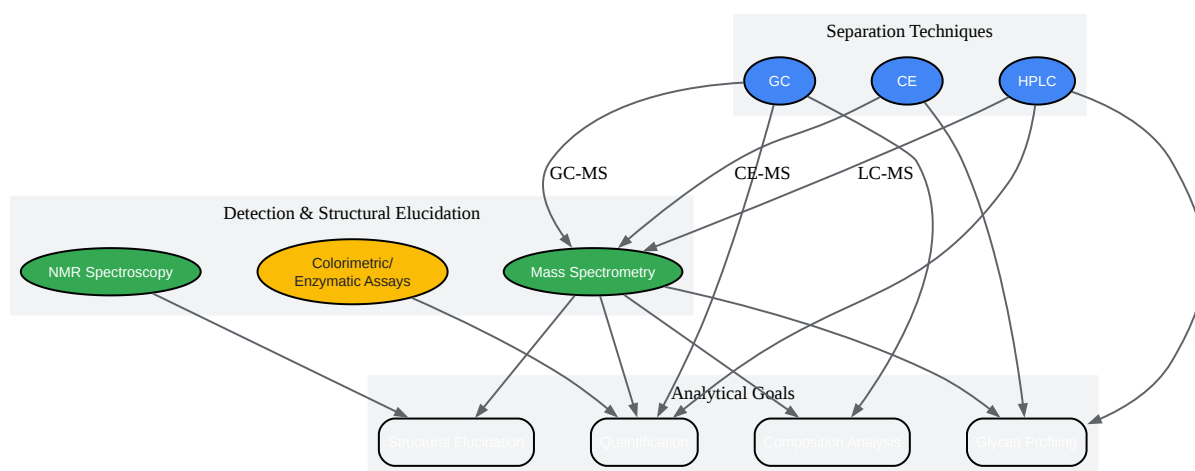 Separation Techniques
GC
CE
HPLC
GC-MS
CE-MS
LC-MS
Detection & Structural Elucidation
NMR Spectroscopy
Colorimetric/
Enzymatic Assays
Mass Spectrometry
Analytical Goals
Structural Elucidation
Quantification
Composition Analysis
Glycan Profiling